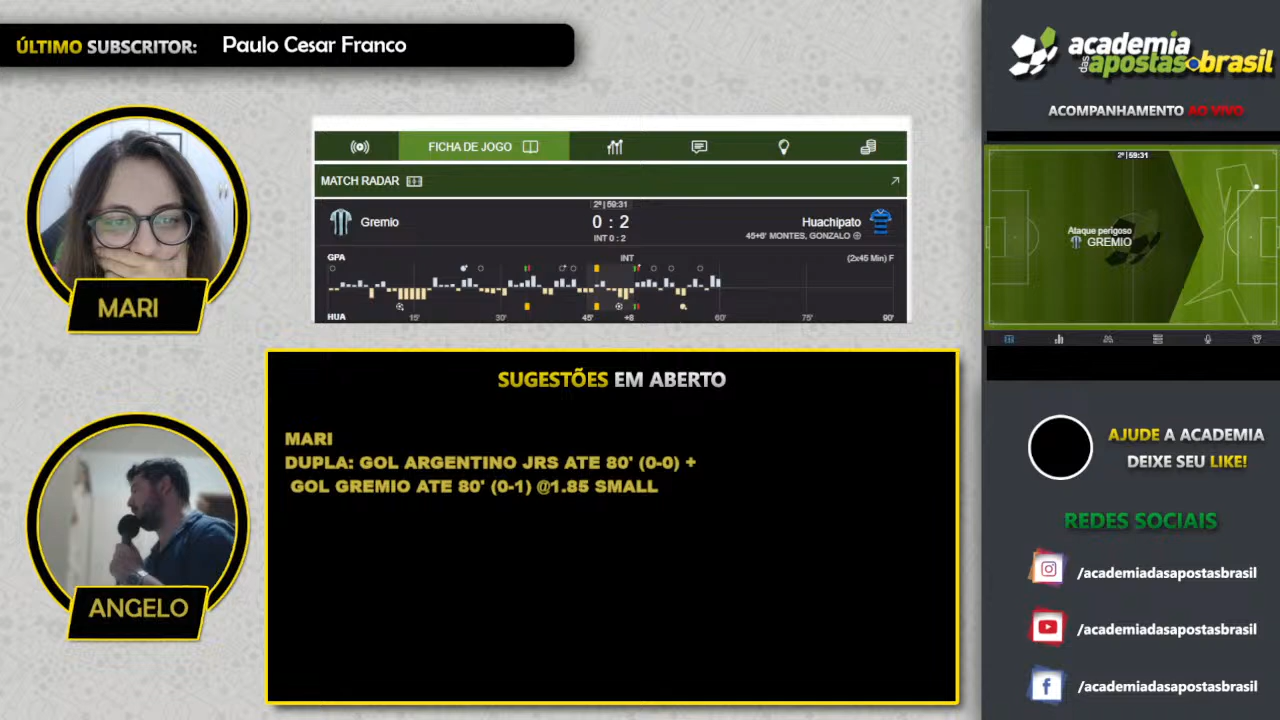 ÚLTIMO SUBSCRITOR: Paulo Cesar Franco
academia
das apostas brasil
ACOMPANHAMENTO AO VIVO
FICHA DE JOGO
MATCH RADAR
2º | 59:31
Gremio
0 : 2
Huachipato
INT 0 : 2
45+6' MONTES, GONZALO
GPA
INT
(2x45 Min) F
HUA
15'
30'
45'
+8
60'
75'
90'
2º | 59:31
Ataque perigoso
GREMIO
MARI
SUGESTÕES EM ABERTO
MARI
DUPLA: GOL ARGENTINO JRS ATE 80' (0-0) +
GOL GREMIO ATE 80' (0-1) @1.85 SMALL
ANGELO
AJUDE A ACADEMIA
DEIXE SEU LIKE!
REDES SOCIAIS
/academiadasapostasbrasil
/academiadasapostasbrasil
/academiadasapostasbrasil